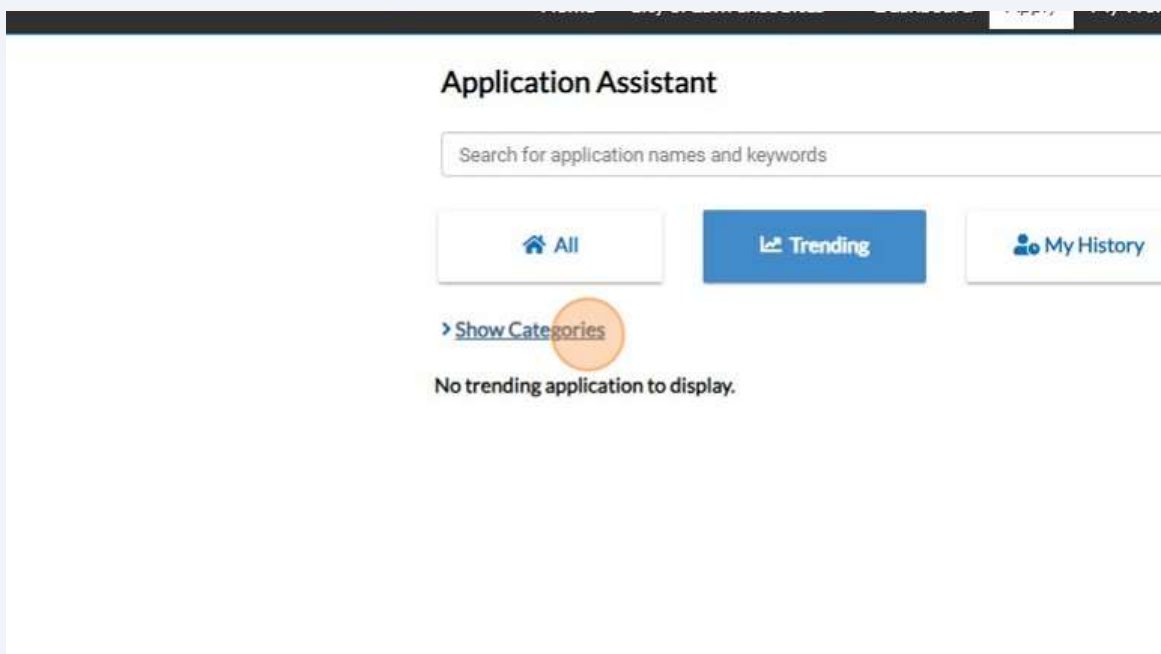 Application Assistant
Search for application names and keywords
All Trending My History
Show Categories
No trending application to display.